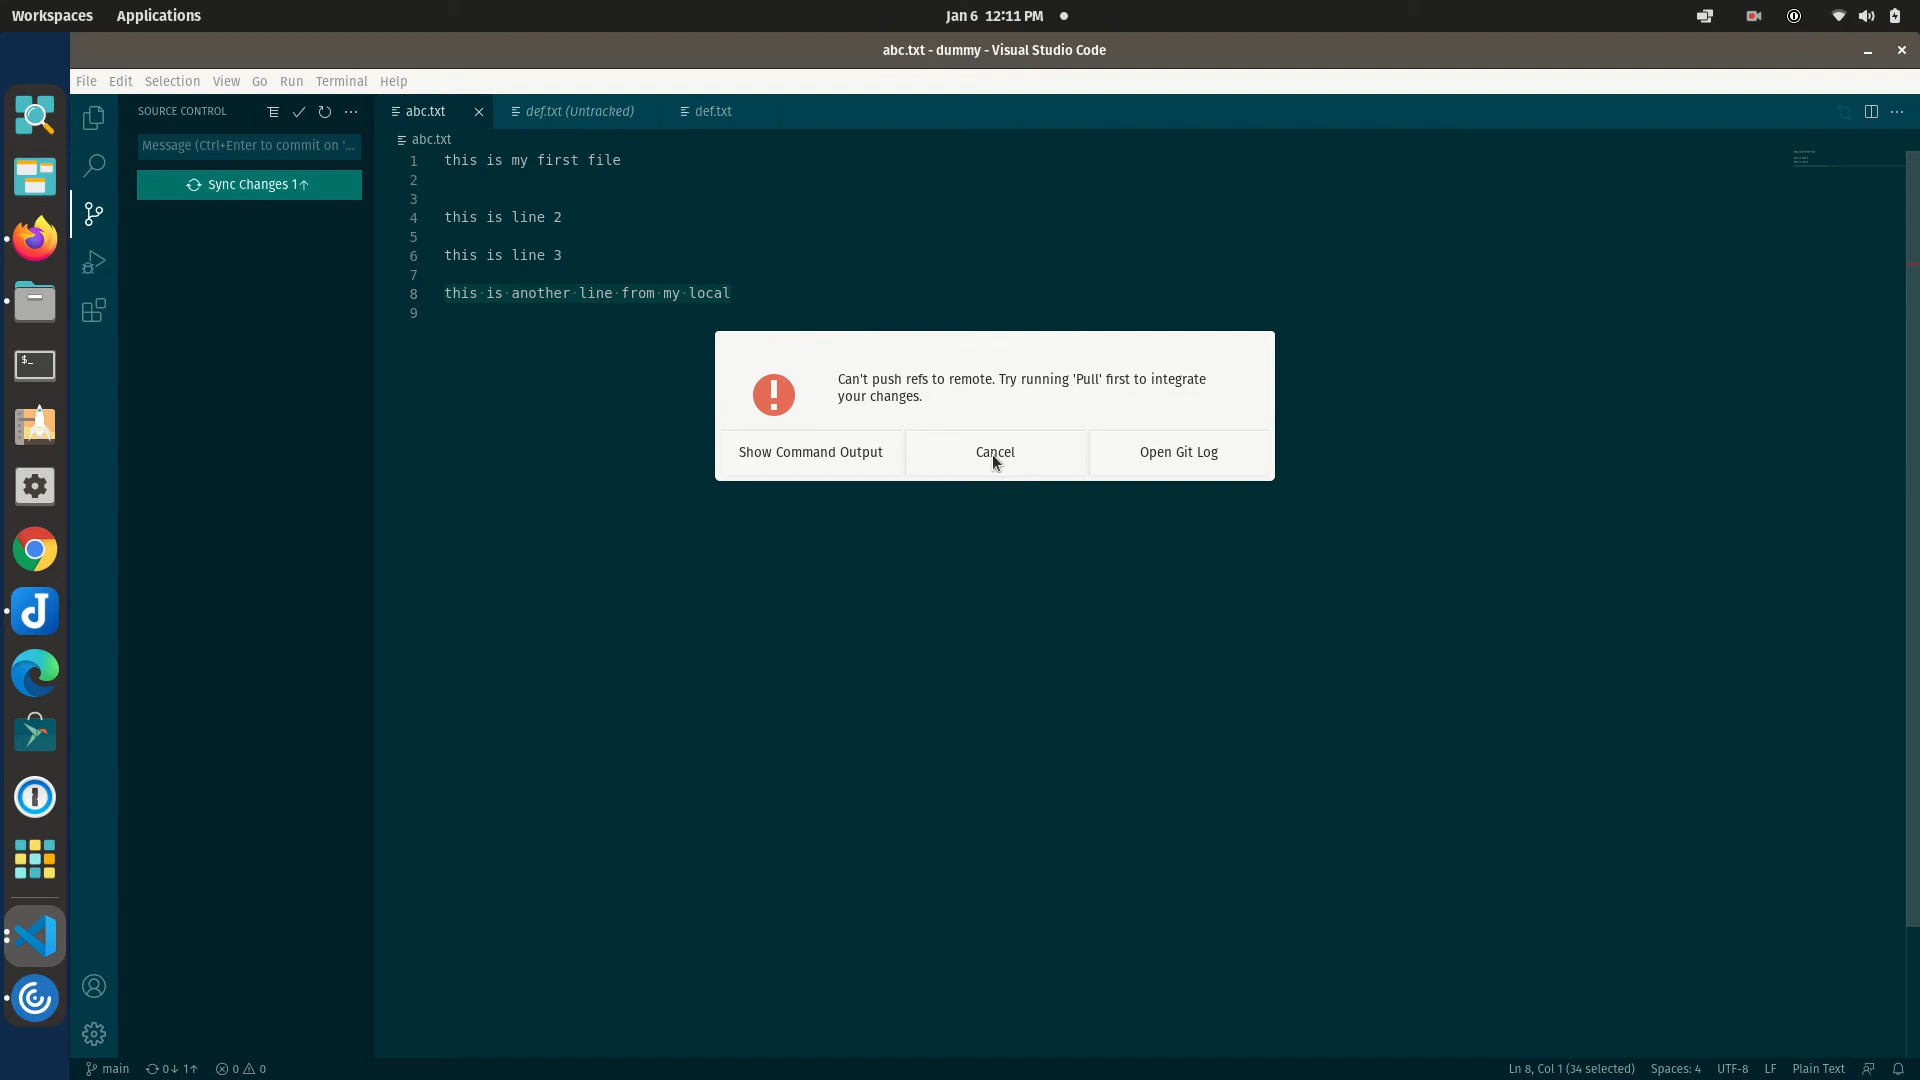 Workspaces Applications Jan 6 12:11 PM
abc.txt - dummy - Visual Studio Code
File Edit Selection View Go Run Terminal Help
SOURCE CONTROL
abc.txt def.txt (Untracked) def.txt
abc.txt
Message (Ctrl+Enter to commit on '...
Sync Changes 1↑
1 this is my first file
2
3
4 this is line 2
5
6 this is line 3
7
8 this·is·another·line·from·my·local
9
Can't push refs to remote. Try running 'Pull' first to integrate
your changes.
Show Command Output Cancel Open Git Log
main 0↓ 1↑ 0 0 Ln 8, Col 1 (34 selected) Spaces: 4 UTF-8 LF Plain Text